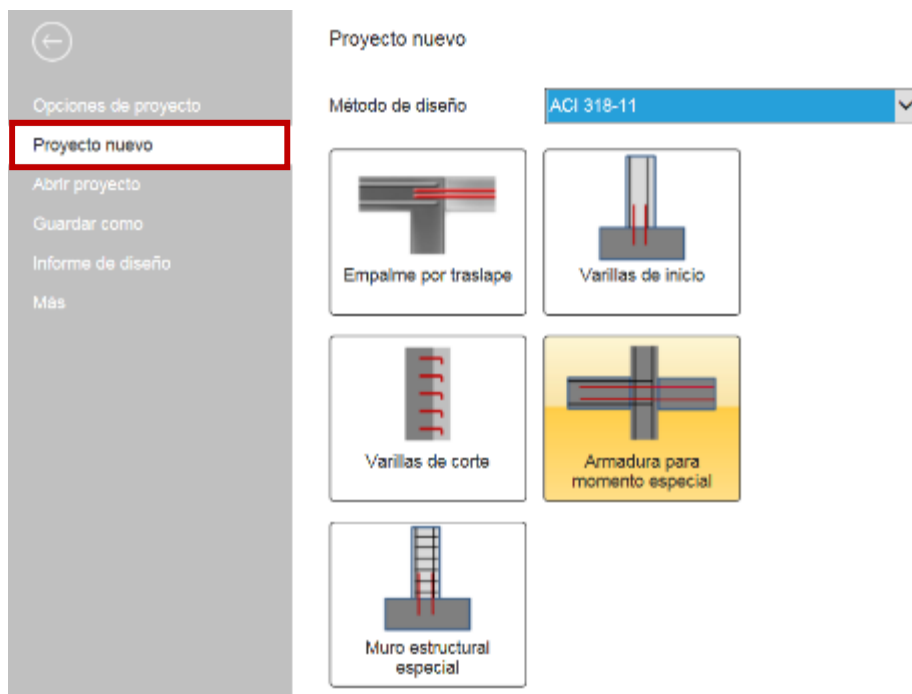 Proyecto nuevo
Opciones de proyecto
Proyecto nuevo
Abrir proyecto
Guardar como
Informe de diseño
Más
Método de diseño
ACI 318-11
Empalme por traslape
Varillas de inicio
Varillas de corte
Armadura para
momento especial
Muro estructural
especial